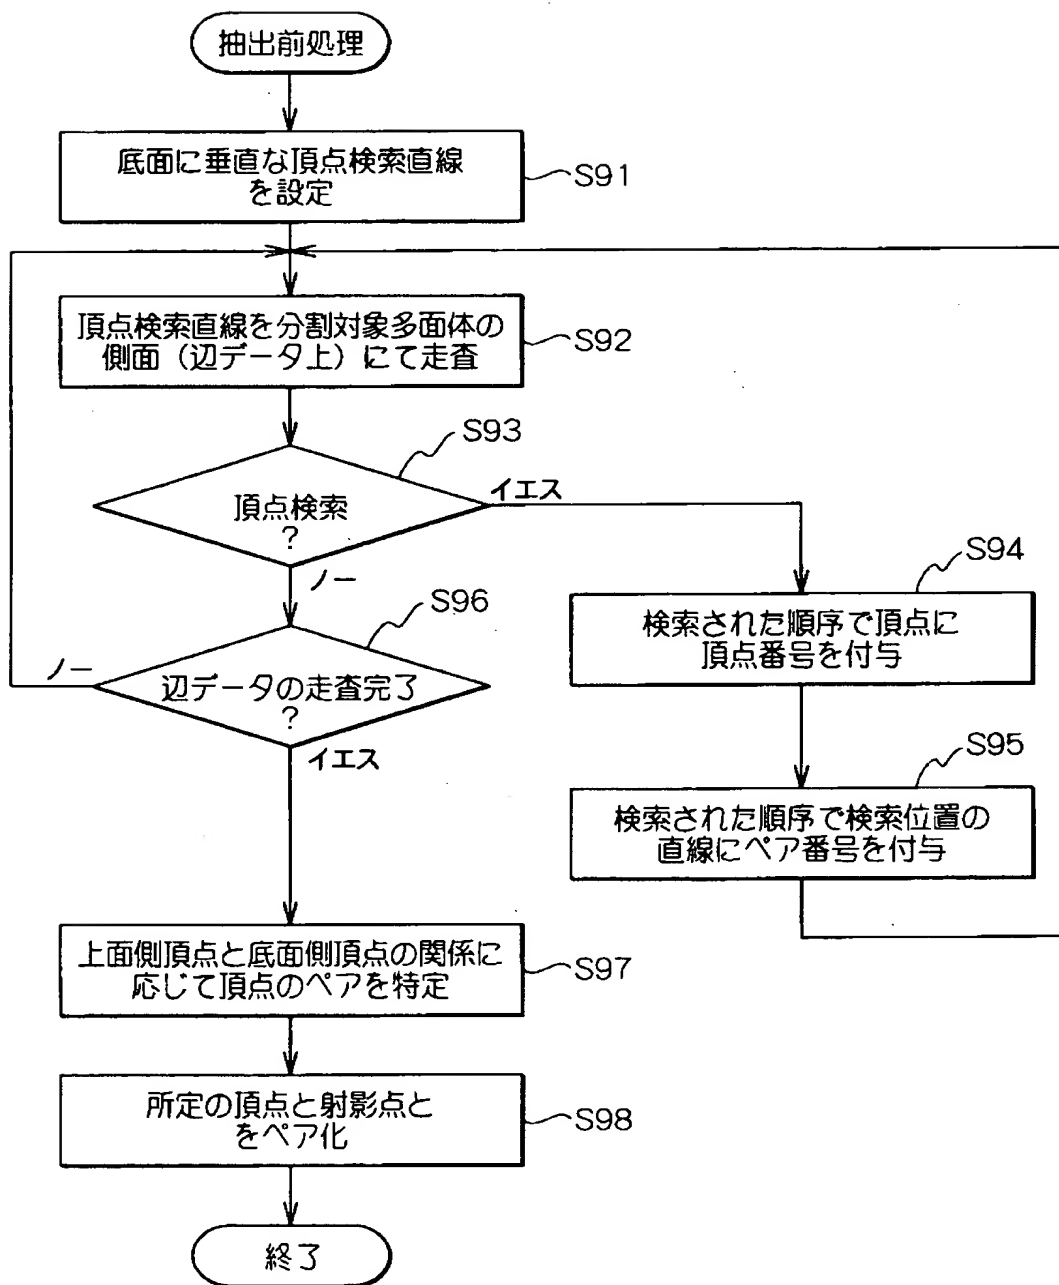 抽出前処理
底面に垂直な頂点検索直線
を設定
S91
頂点検索直線を分割対象多面体の
側面（辺データ上）にて走査
S92
S93
頂点検索
？
イエス
ノー
S94
検索された順序で頂点に
頂点番号を付与
S96
辺データの走査完了
？
ノー
イエス
S95
検索された順序で検索位置の
直線にペア番号を付与
上面側頂点と底面側頂点の関係に
応じて頂点のペアを特定
S97
所定の頂点と射影点と
をペア化
S98
終了